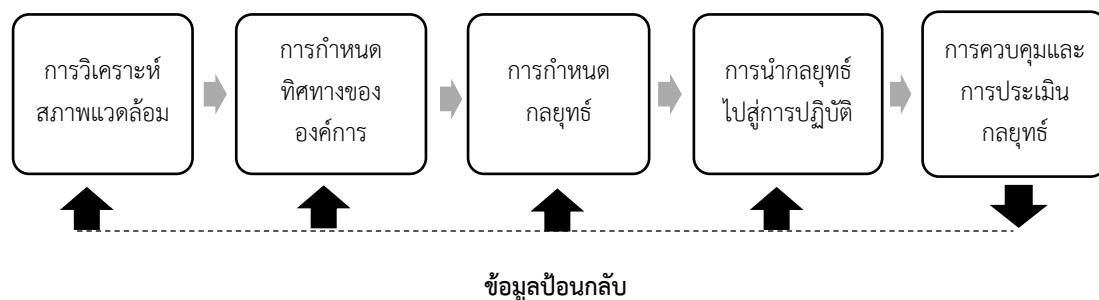 การวิเคราะห์
สภาพแวดล้อม
การกำหนด
ทิศทางของ
องค์การ
การกำหนด
กลยุทธ์
การนำกลยุทธ์
ไปสู่การปฏิบัติ
การควบคุมและ
การประเมิน
กลยุทธ์
ข้อมูลป้อนกลับ